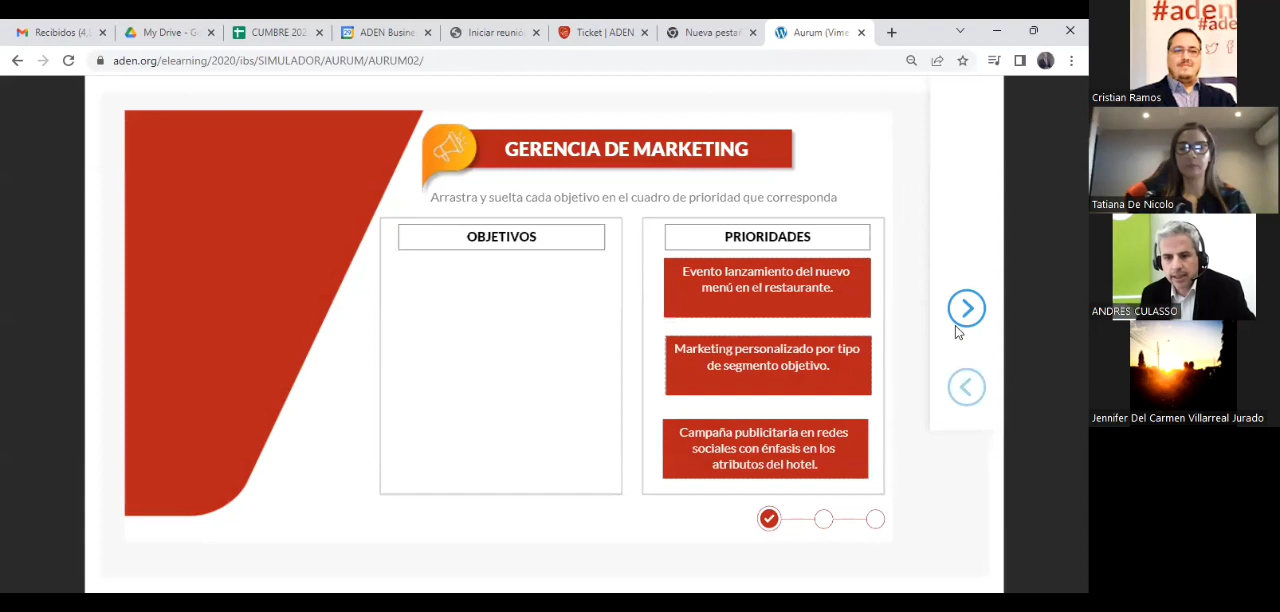 Recibidos (4,
My Drive - G
CUMBRE 202
ADEN Busine
Iniciar reunió
Ticket | ADEN
Nueva pesta
Aurum (Vime
aden.org/elearning/2020/ibs/SIMULADOR/AURUM/AURUM02/
GERENCIA DE MARKETING
Arrastra y suelta cada objetivo en el cuadro de prioridad que corresponda
OBJETIVOS
PRIORIDADES
Evento lanzamiento del nuevo
menú en el restaurante.
Marketing personalizado por tipo
de segmento objetivo.
Campaña publicitaria en redes
sociales con énfasis en los
atributos del hotel.
#aden
#ade
Cristian Ramos
Tatiana De Nicolo
ANDRES CULASSO
Jennifer Del Carmen Villarreal Jurado